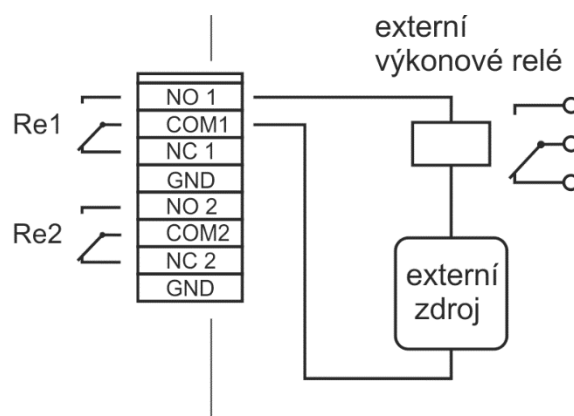 externí
výkonové relé
Re1
NO 1
COM1
NC 1
GND
Re2
NO 2
COM2
NC 2
GND
externí
zdroj